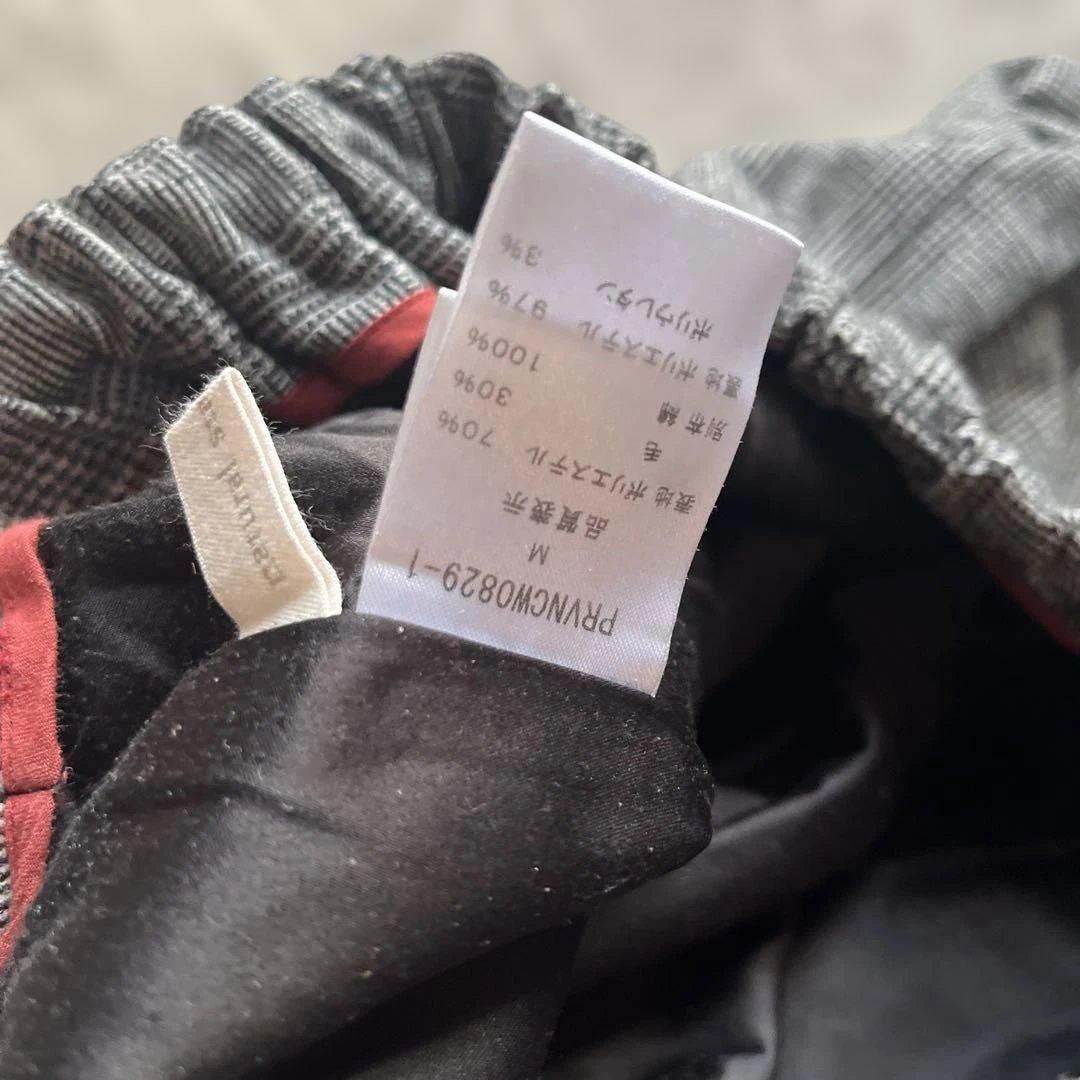 PRVNCW0829-1
M
品質表示
表地 ポリエステル 70%
毛 30%
別布 綿 100%
裏地 ポリエステル 97%
ポリウレタン 3%
natural